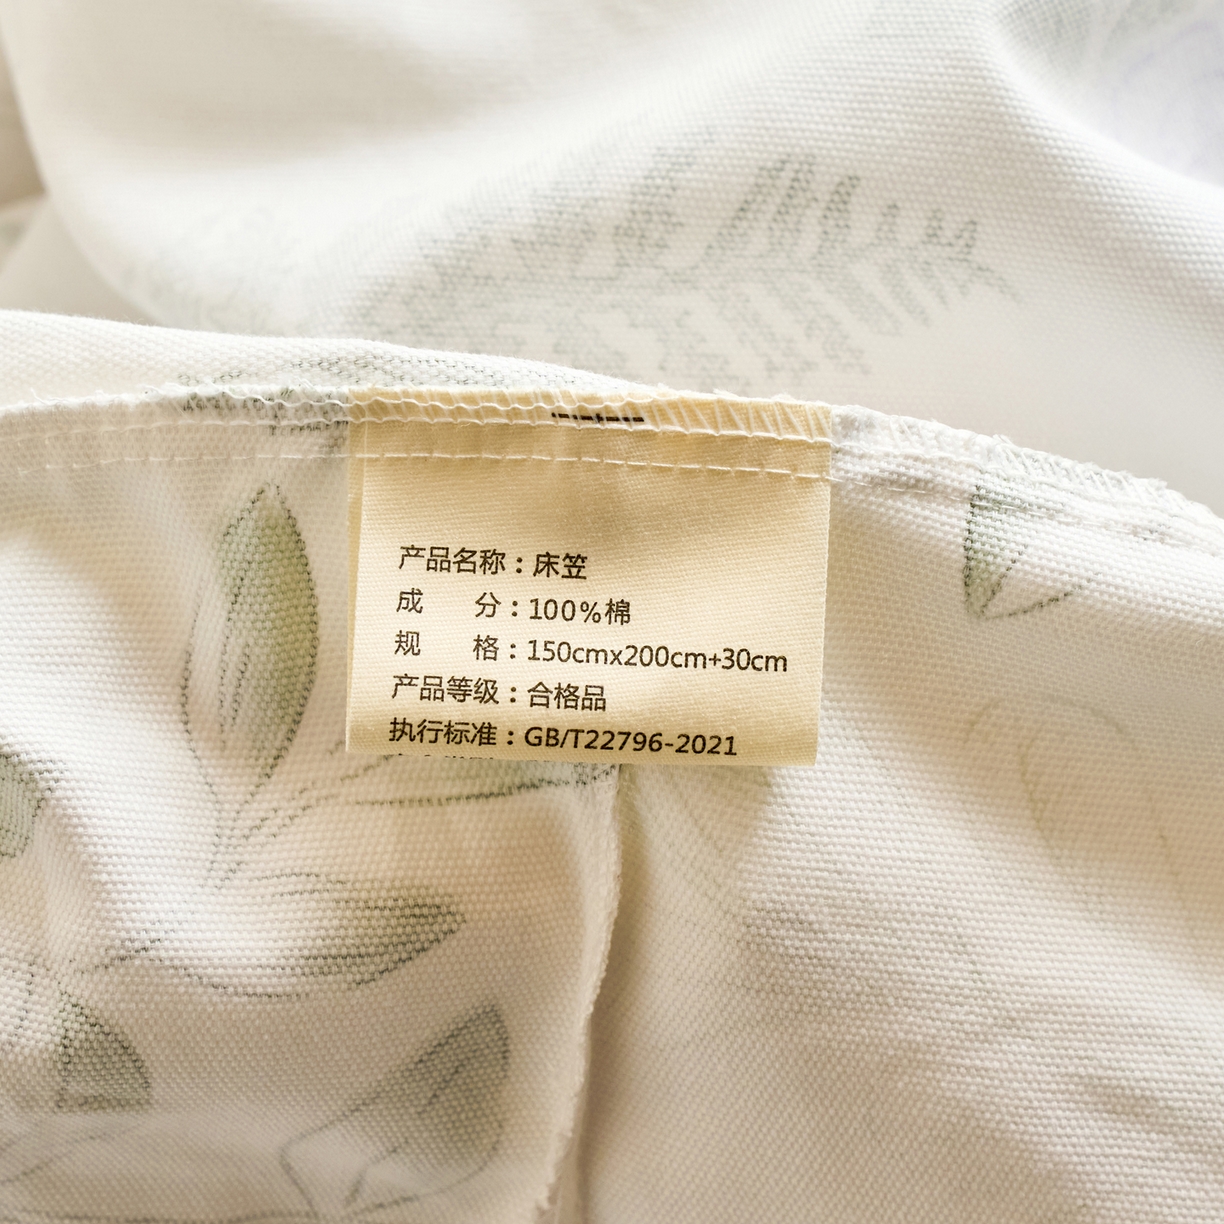 产品名称：床笠
成　　分：100%棉
规　　格：150cmx200cm+30cm
产品等级：合格品
执行标准：GB/T22796-2021